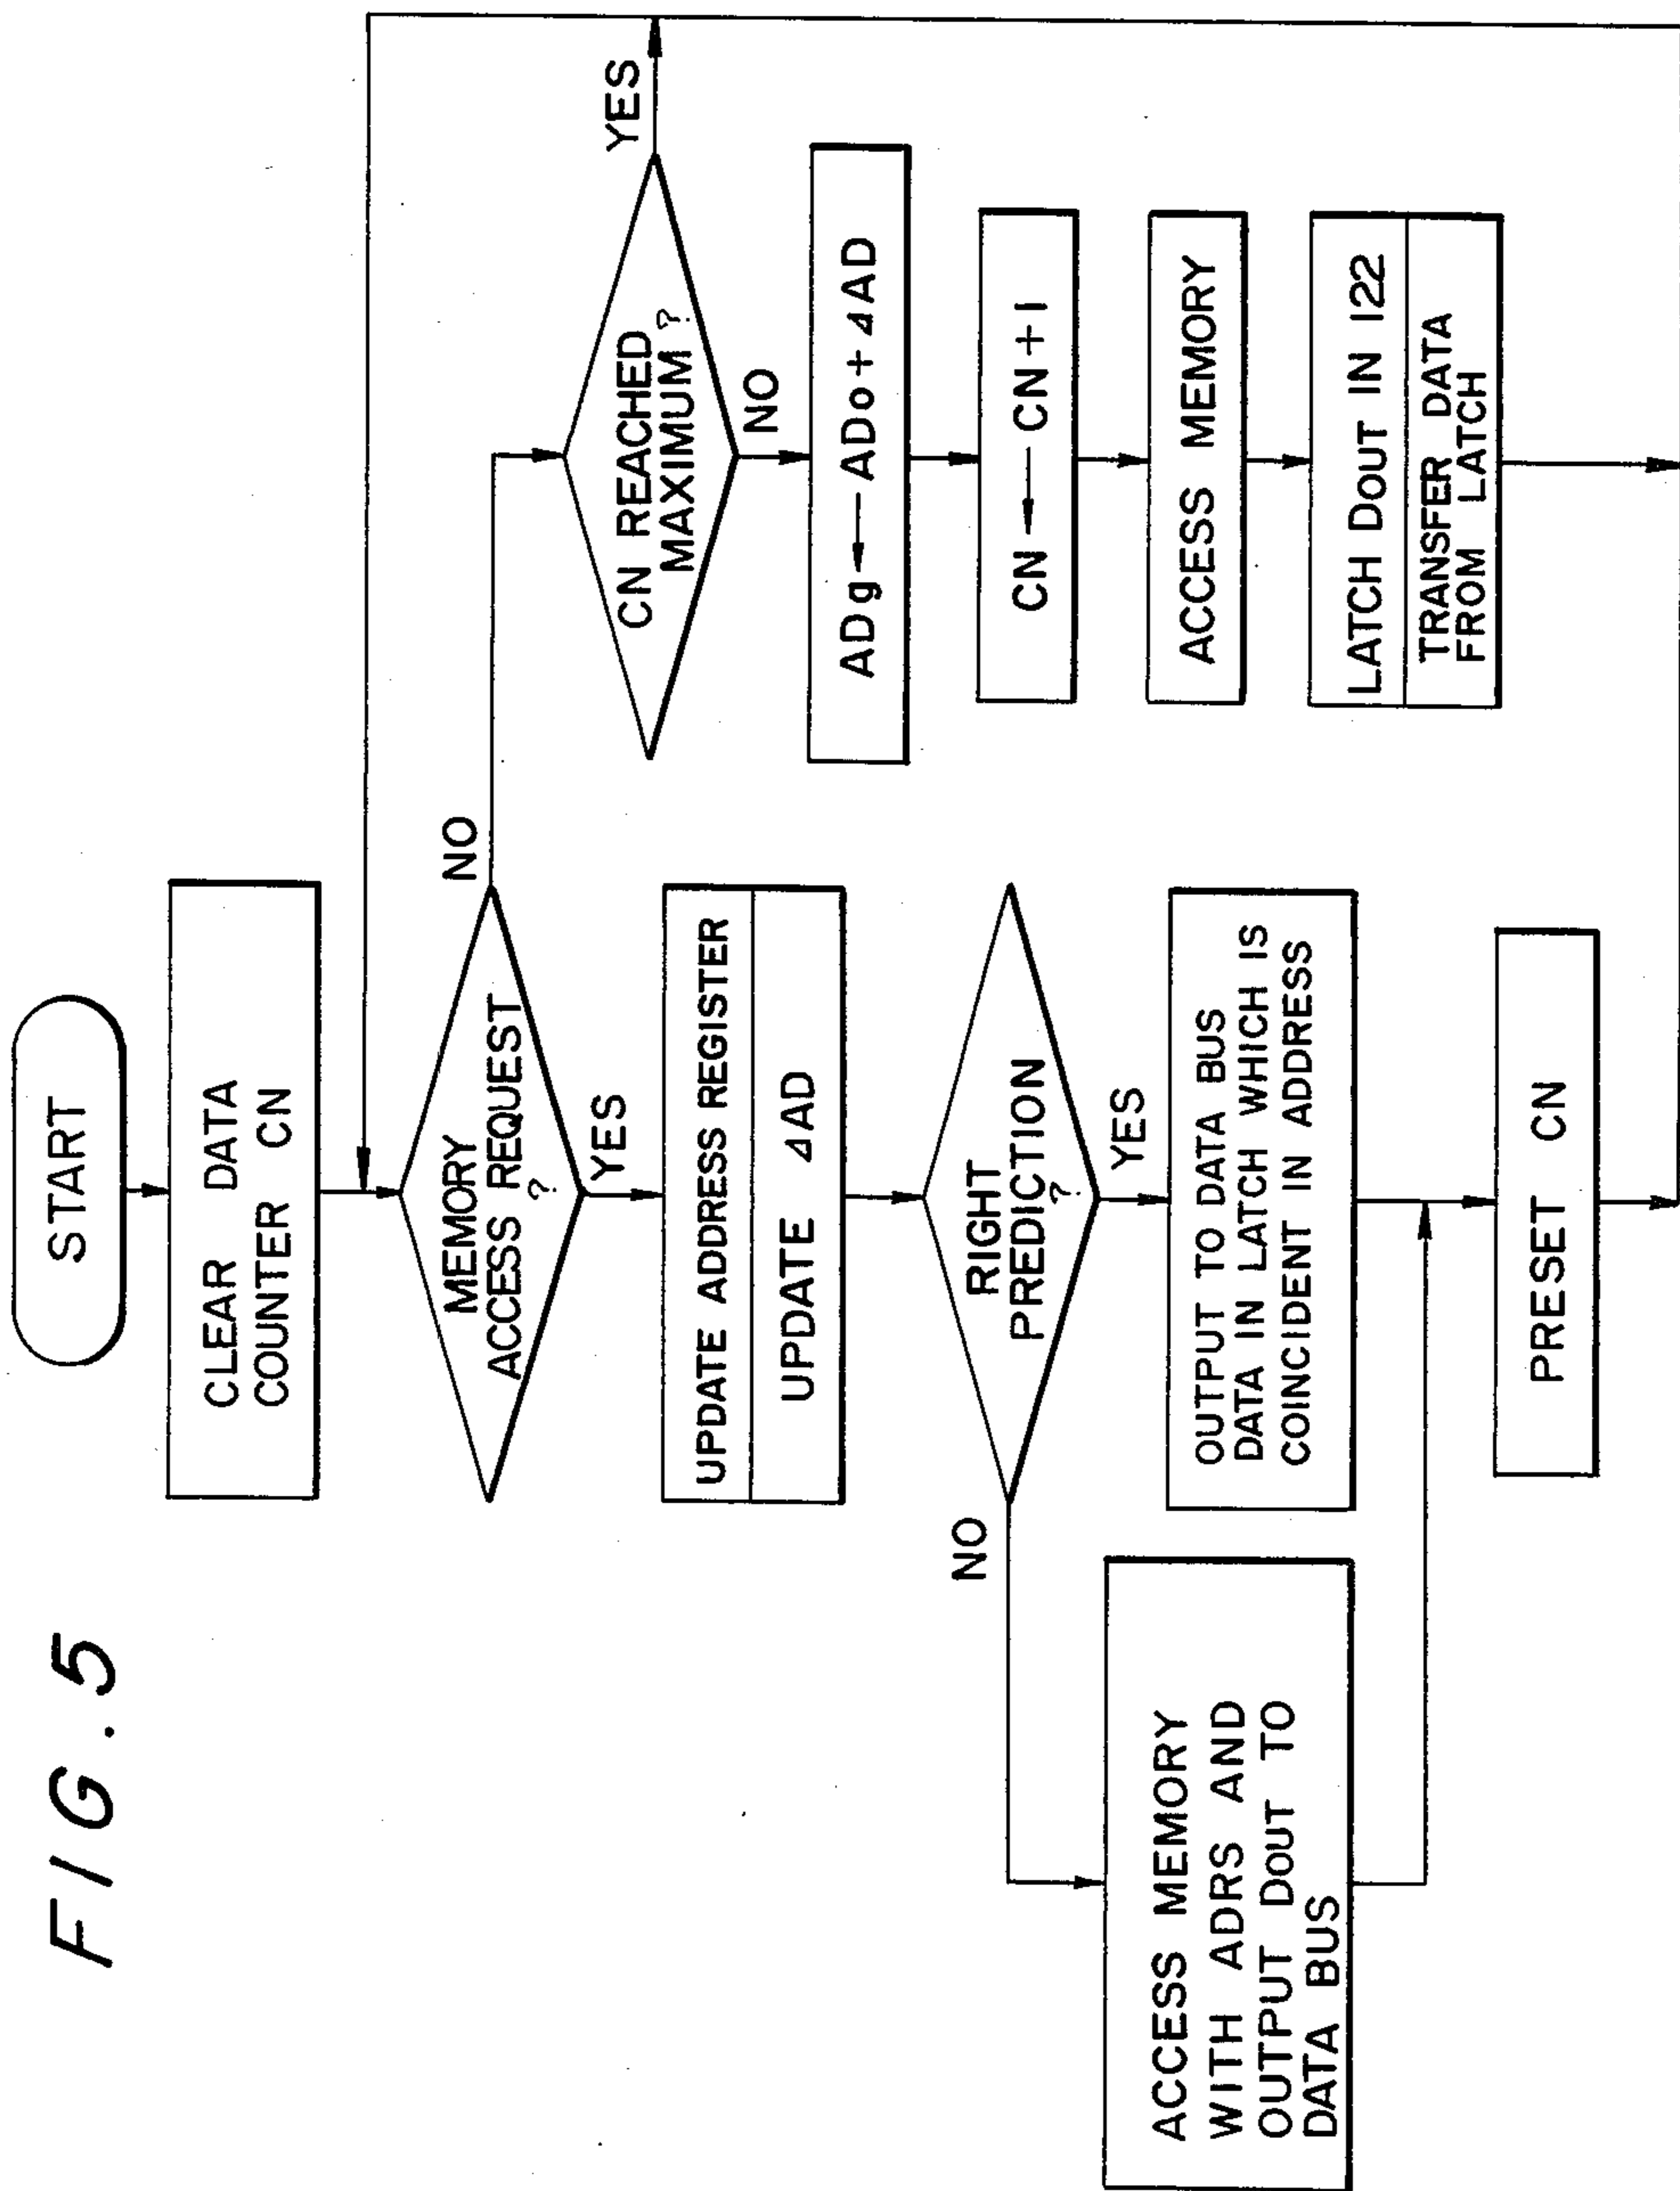 FIG. 5
START
CLEAR DATA
COUNTER CN
MEMORY
ACCESS REQUEST
?
NO
YES
UPDATE ADDRESS REGISTER
UPDATE ⊿AD
RIGHT
PREDICTION
?
NO
YES
ACCESS MEMORY
WITH ADRS AND
OUTPUT DOUT TO
DATA BUS
OUTPUT TO DATA BUS
DATA IN LATCH WHICH IS
COINCIDENT IN ADDRESS
PRESET CN
CN REACHED
MAXIMUM ?
YES
NO
ADg ← ADo + ⊿AD
CN ← CN + 1
ACCESS MEMORY
LATCH DOUT IN 122
TRANSFER DATA
FROM LATCH